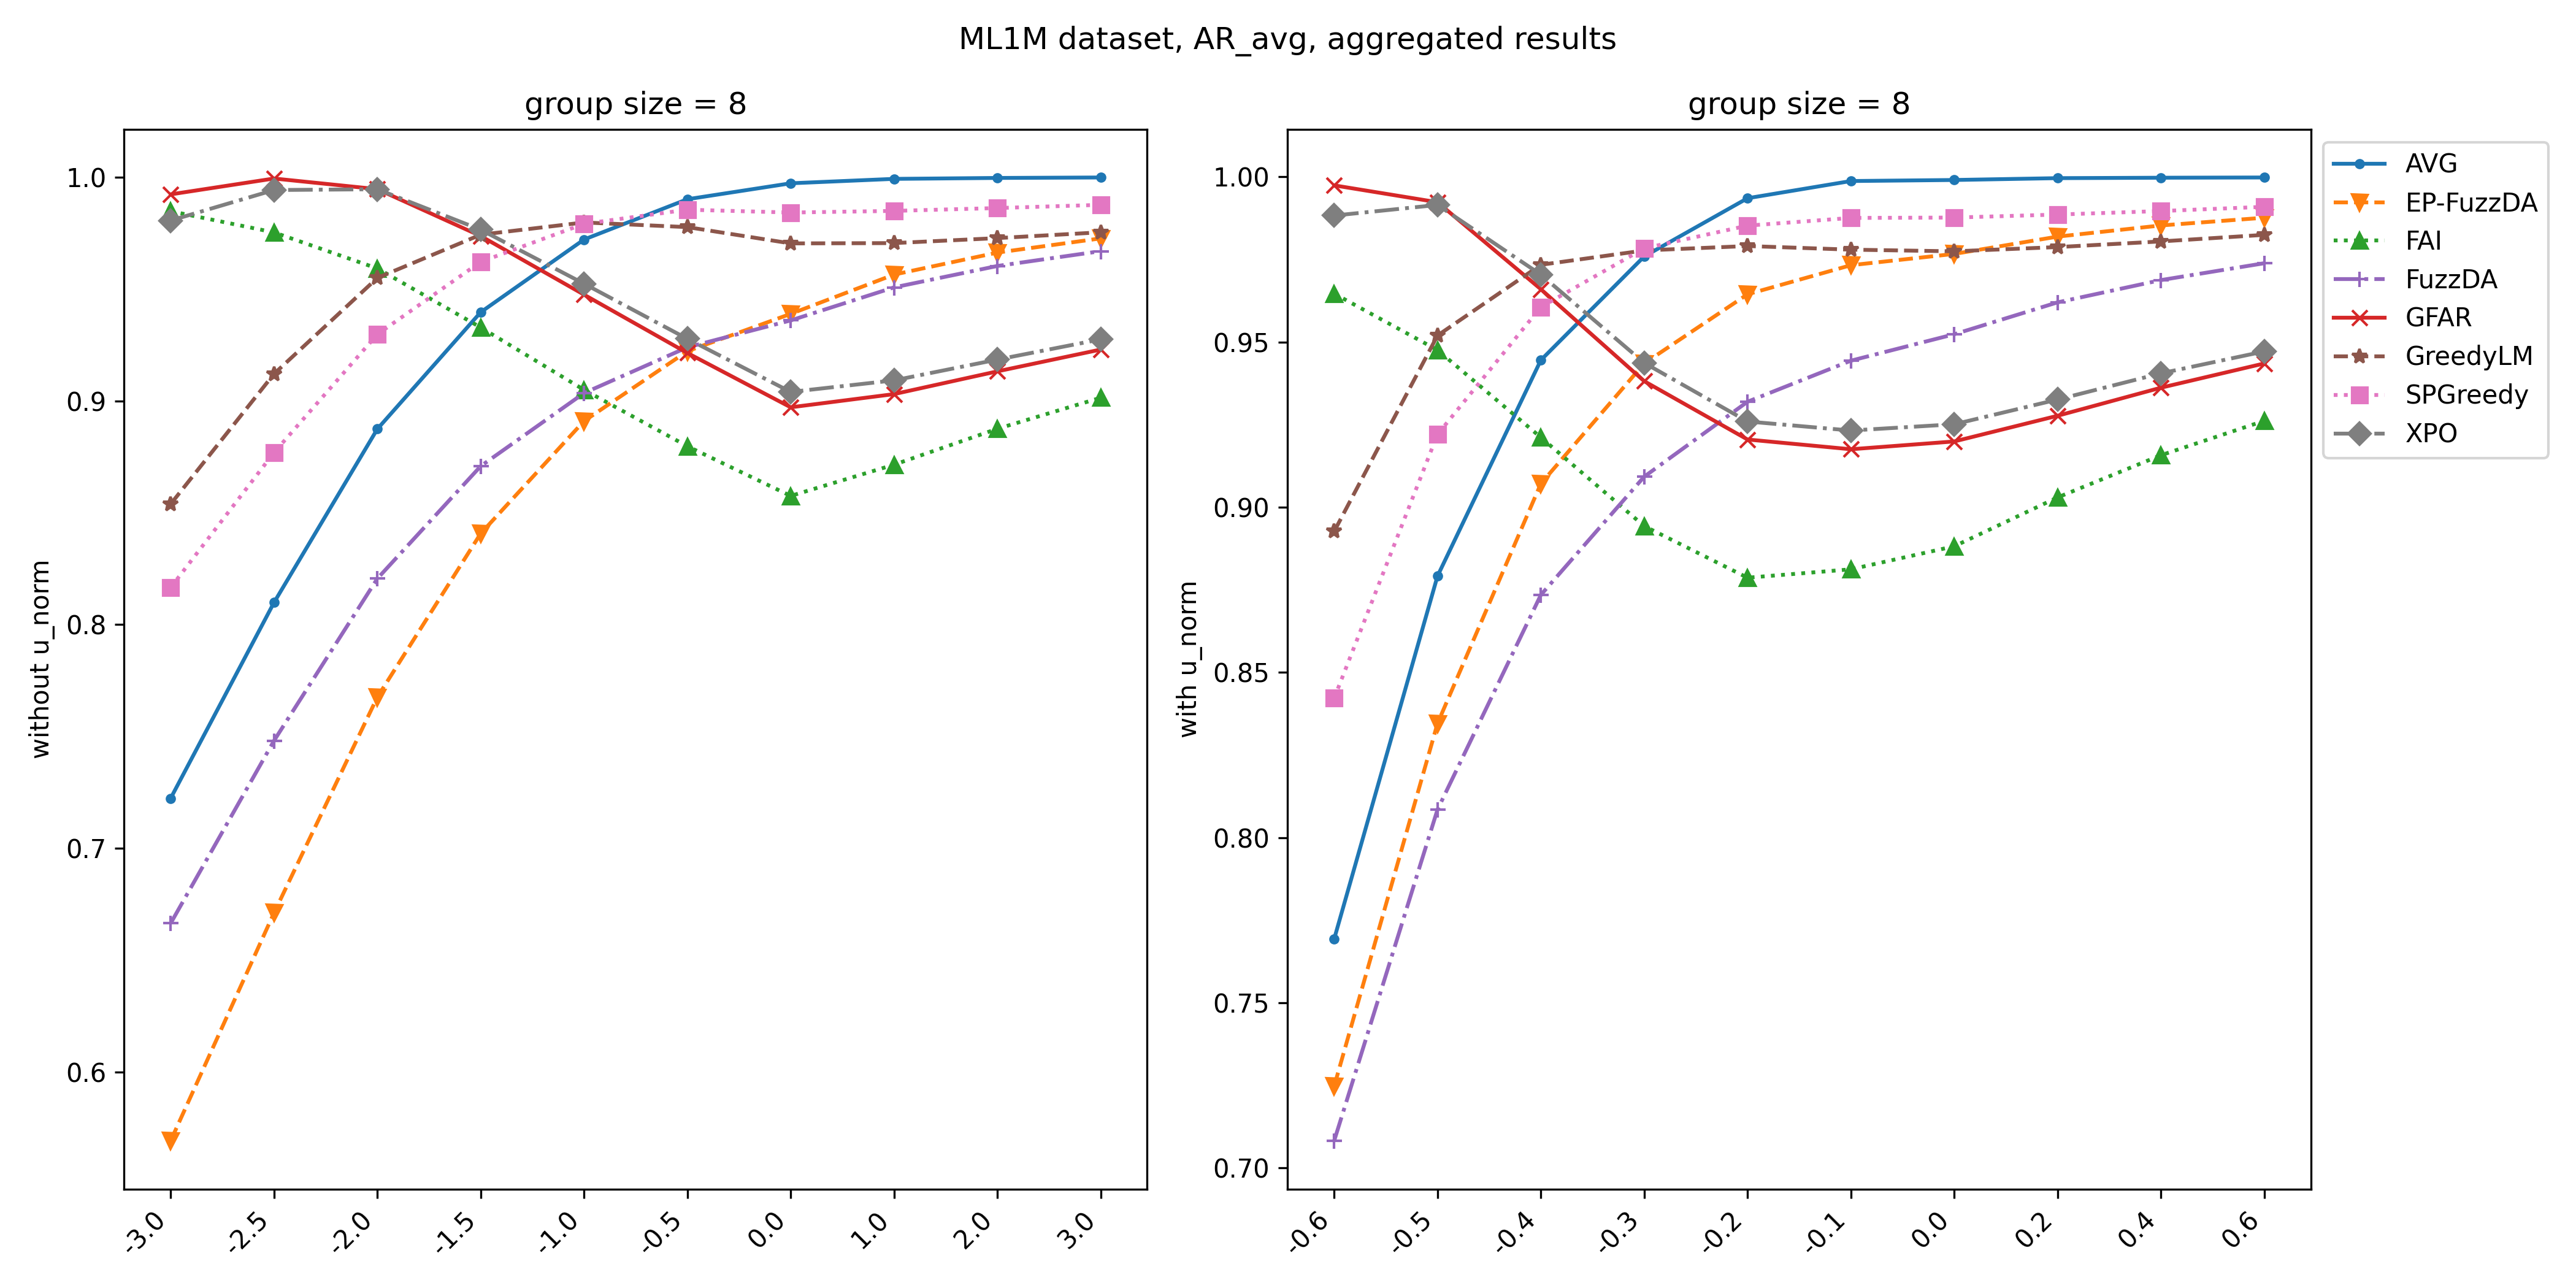 ML1M dataset, AR_avg, aggregated results
group size = 8
without u_norm
1.0
0.9
0.8
0.7
0.6
-3.0
-2.5
-2.0
-1.5
-1.0
-0.5
0.0
1.0
2.0
3.0
group size = 8
with u_norm
1.00
0.95
0.90
0.85
0.80
0.75
0.70
-0.6
-0.5
-0.4
-0.3
-0.2
-0.1
0.0
0.2
0.4
0.6
AVG
EP-FuzzDA
FAI
FuzzDA
GFAR
GreedyLM
SPGreedy
XPO